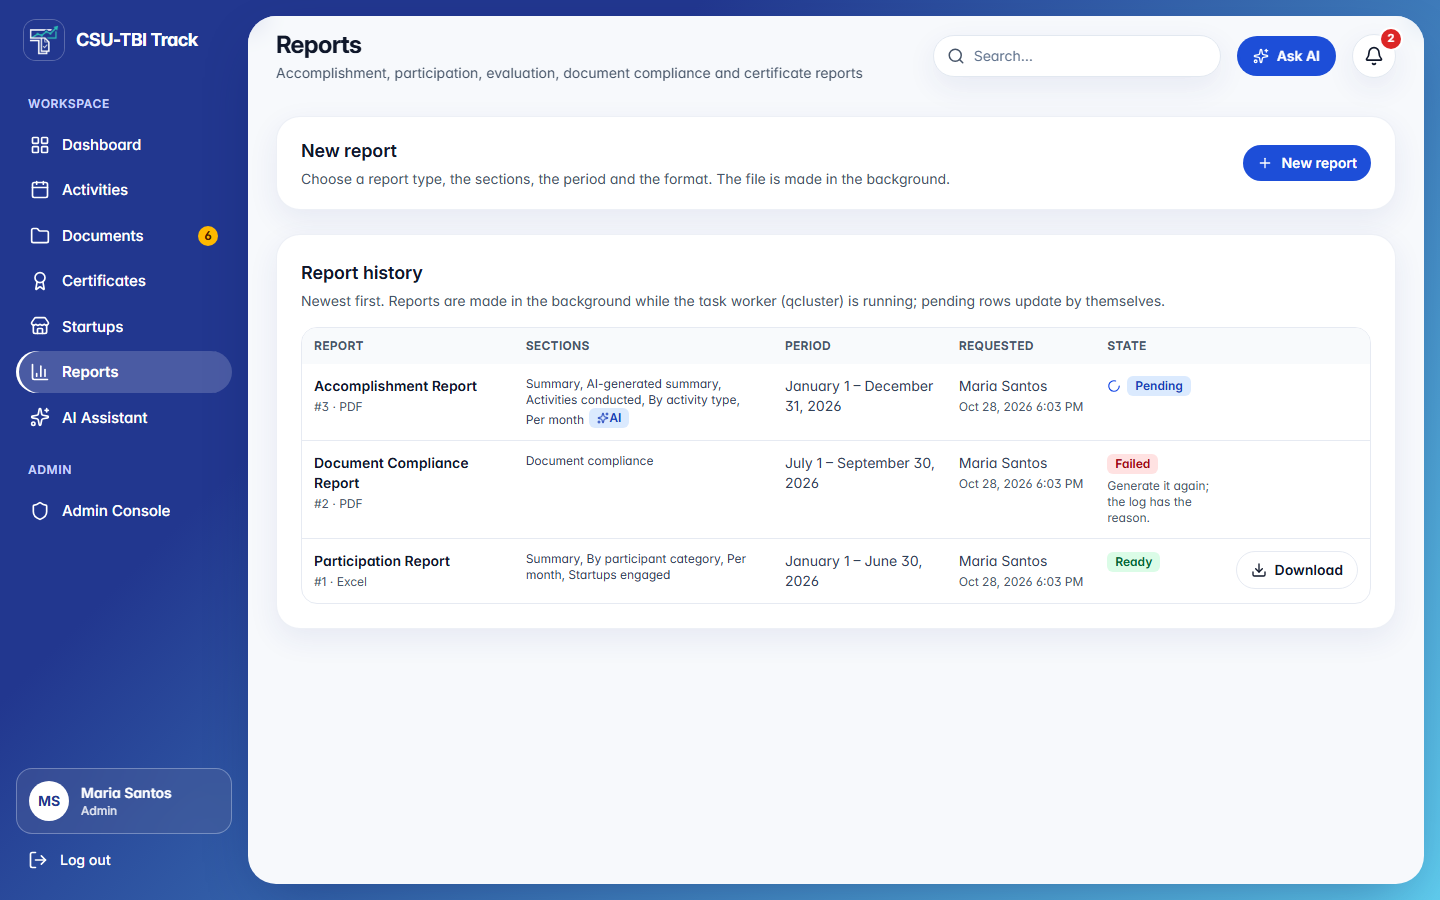 CSU-TBI Track
WORKSPACE
Dashboard
Activities
Documents
6
Certificates
Startups
Reports
AI Assistant
ADMIN
Admin Console
MS
Maria Santos
Admin
Log out
Reports
Accomplishment, participation, evaluation, document compliance and certificate reports
Search...
Ask AI
2
New report
Choose a report type, the sections, the period and the format. The file is made in the background.
New report
Report history
Newest first. Reports are made in the background while the task worker (qcluster) is running; pending rows update by themselves.
REPORT SECTIONS PERIOD REQUESTED STATE
Accomplishment Report
#3 · PDF
Summary, AI-generated summary,
Activities conducted, By activity type,
Per month AI
January 1 – December
31, 2026
Maria Santos
Oct 28, 2026 6:03 PM
Pending
Document Compliance
Report
#2 · PDF
Document compliance
July 1 – September 30,
2026
Maria Santos
Oct 28, 2026 6:03 PM
Failed
Generate it again;
the log has the
reason.
Participation Report
#1 · Excel
Summary, By participant category, Per
month, Startups engaged
January 1 – June 30,
2026
Maria Santos
Oct 28, 2026 6:03 PM
Ready
Download